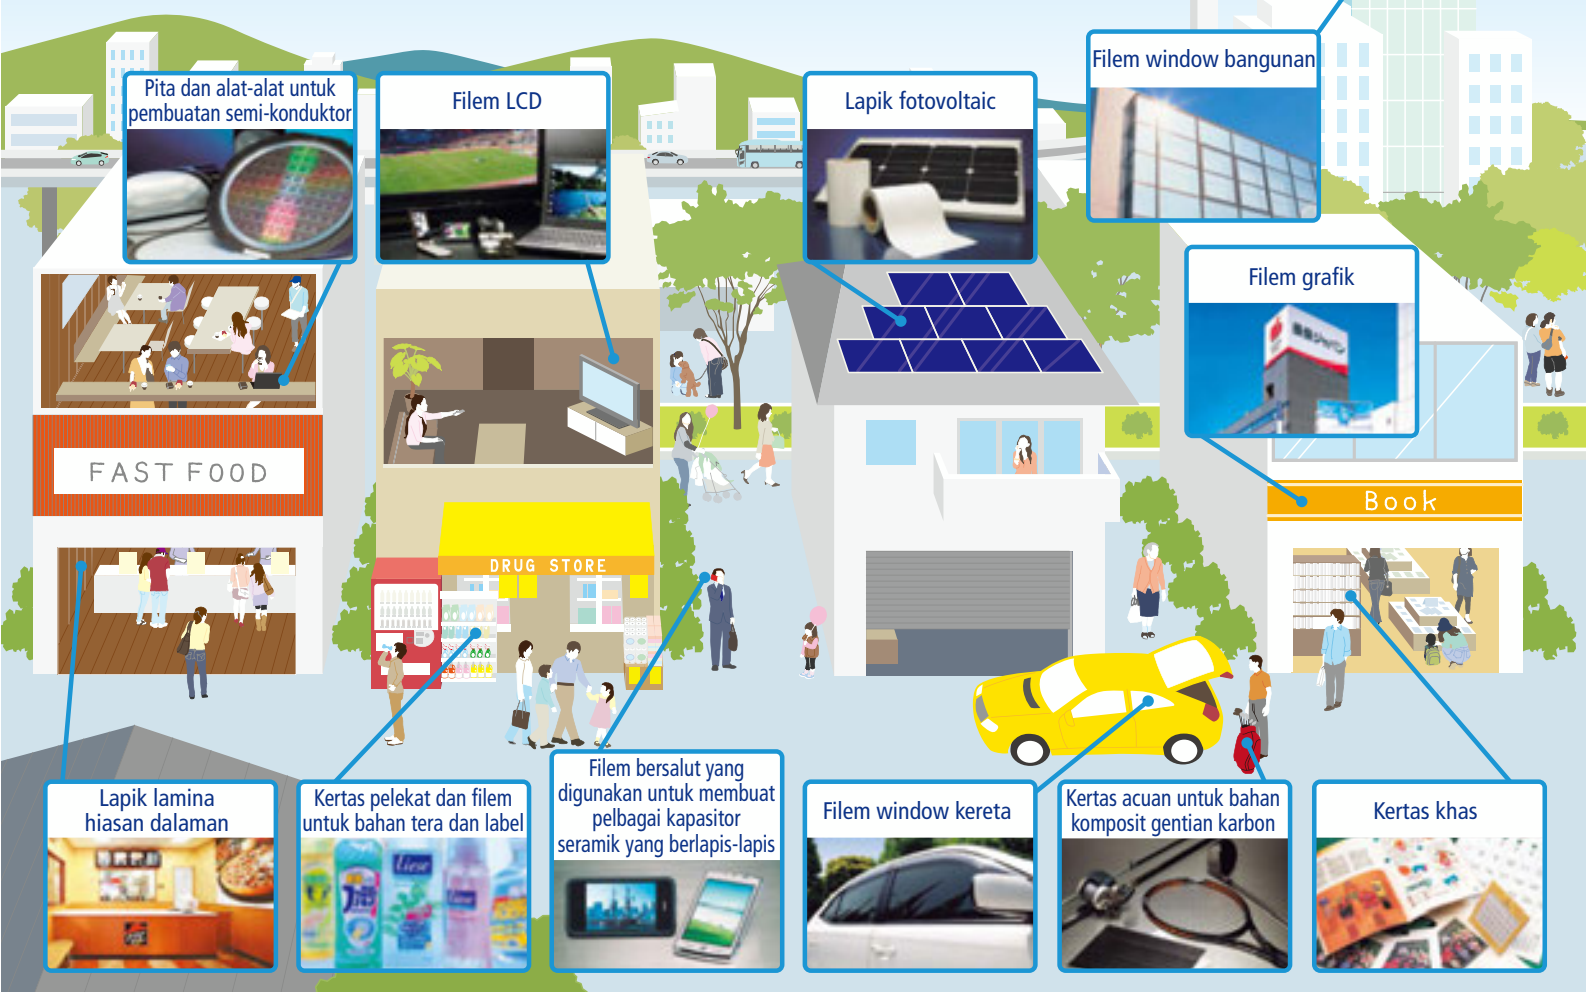 Pita dan alat-alat untuk
pembuatan semi-konduktor
Filem LCD
Lapik fotovoltaic
Filem window bangunan
Filem grafik
FAST FOOD
DRUG STORE
Book
Lapik lamina
hiasan dalaman
Kertas pelekat dan filem
untuk bahan tera dan label
Liese
Filem bersalut yang
digunakan untuk membuat
pelbagai kapasitor
seramik yang berlapis-lapis
Filem window kereta
Kertas acuan untuk bahan
komposit gentian karbon
Kertas khas